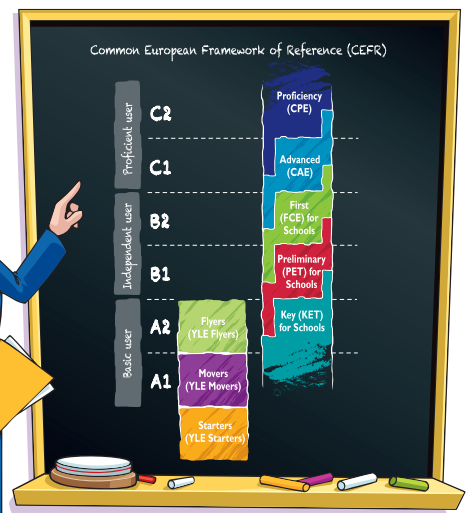 Common European Framework of Reference (CEFR)
Proficient user
C2
C1
Independent user
B2
B1
Basic user
A2
A1
Proficiency
(CPE)
Advanced
(CAE)
First
(FCE) for
Schools
Preliminary
(PET) for
Schools
Key (KET)
for Schools
Flyers
(YLE Flyers)
Movers
(YLE Movers)
Starters
(YLE Starters)